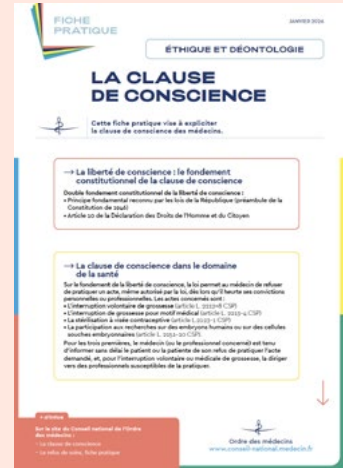 FICHE
PRATIQUE
JANVIER 2024
ÉTHIQUE ET DÉONTOLOGIE
LA CLAUSE
DE CONSCIENCE
Cette fiche pratique vise à expliciter
la clause de conscience des médecins.
→ La liberté de conscience : le fondement
constitutionnel de la clause de conscience
Double fondement constitutionnel de la liberté de conscience :
• Principe fondamental reconnu par les lois de la République (préambule de la
Constitution de 1946)
• Article 10 de la Déclaration des Droits de l'Homme et du Citoyen
→ La clause de conscience dans le domaine
de la santé
Sur le fondement de la liberté de conscience, la loi permet au médecin de refuser
de pratiquer un acte, même autorisé par la loi, dès lors qu'il heurte ses convictions
personnelles ou professionnelles. Les actes concernés sont :
• L'interruption volontaire de grossesse (article L. 2212-8 CSP)
• L'interruption de grossesse pour motif médical (article L. 2213-2 CSP)
• La stérilisation à visée contraceptive (article L. 2123-1 CSP)
• La participation aux recherches sur des embryons humains ou sur des cellules
souches embryonnaires (article L. 2151-10 CSP).
Pour les trois premières, le médecin (ou le professionnel concerné) est tenu
d'informer sans délai le patient ou la patiente de son refus de pratiquer l'acte
demandé, et, pour l'interruption volontaire ou médicale de grossesse, la diriger
vers des professionnels susceptibles de la pratiquer.
Sur le site du Conseil national de l'Ordre
des médecins :
- La clause de conscience
- Le refus de soins, fiche pratique
Ordre des médecins
www.conseil-national.medecin.fr